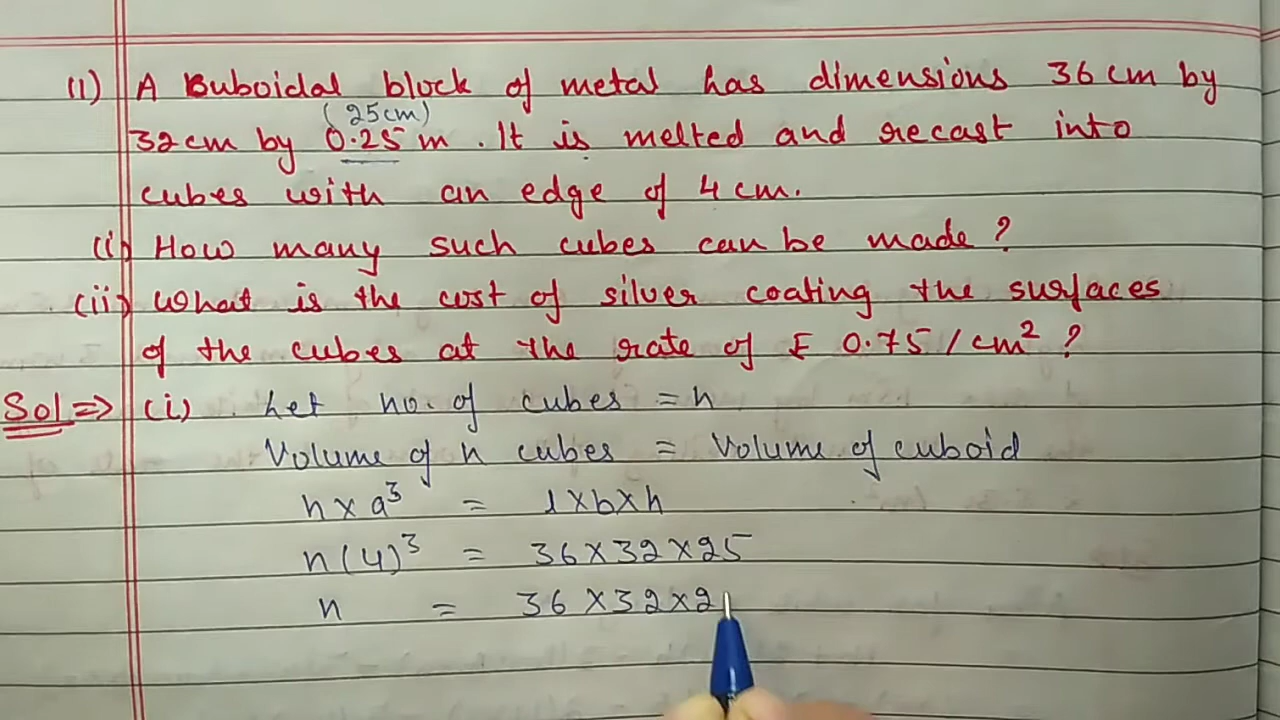 (1) A cuboidal block of metal has dimensions 36 cm by
(25cm)
32cm by 0.25 m. It is melted and recast into
cubes with an edge of 4 cm.
(i) How many such cubes can be made?
(ii) What is the cost of silver coating the surfaces
of the cubes at the rate of ₹ 0.75/cm² ?
Sol ⇒ (i) Let no. of cubes = n
Volume of n cubes = Volume of cuboid
n × a³ = l×b×h
n(4)³ = 36×32×25
n = 36×32×2